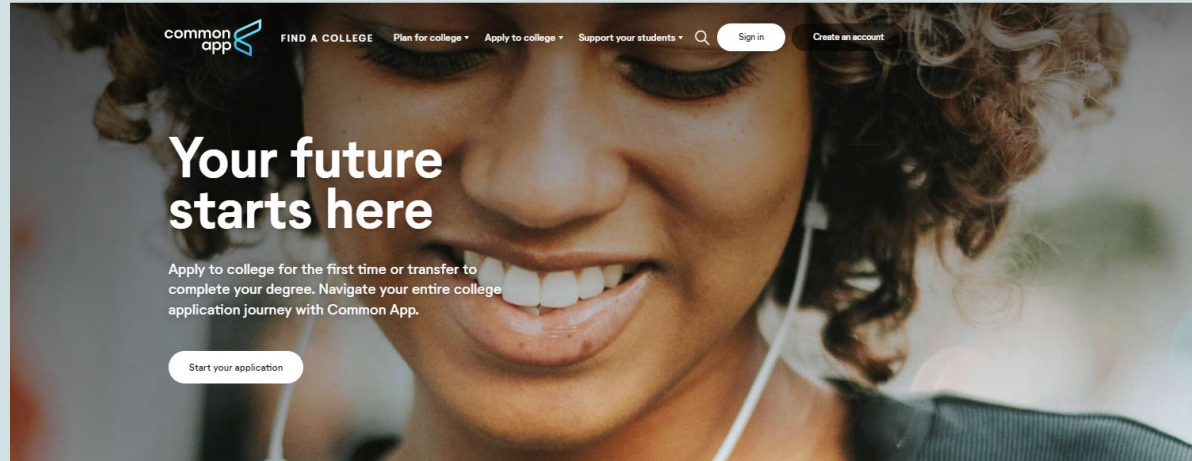 common
app
FIND A COLLEGE
Plan for college
Apply to college
Support your students
Sign in
Create an account
Your future
starts here
Apply to college for the first time or transfer to
complete your degree. Navigate your entire college
application journey with Common App.
Start your application